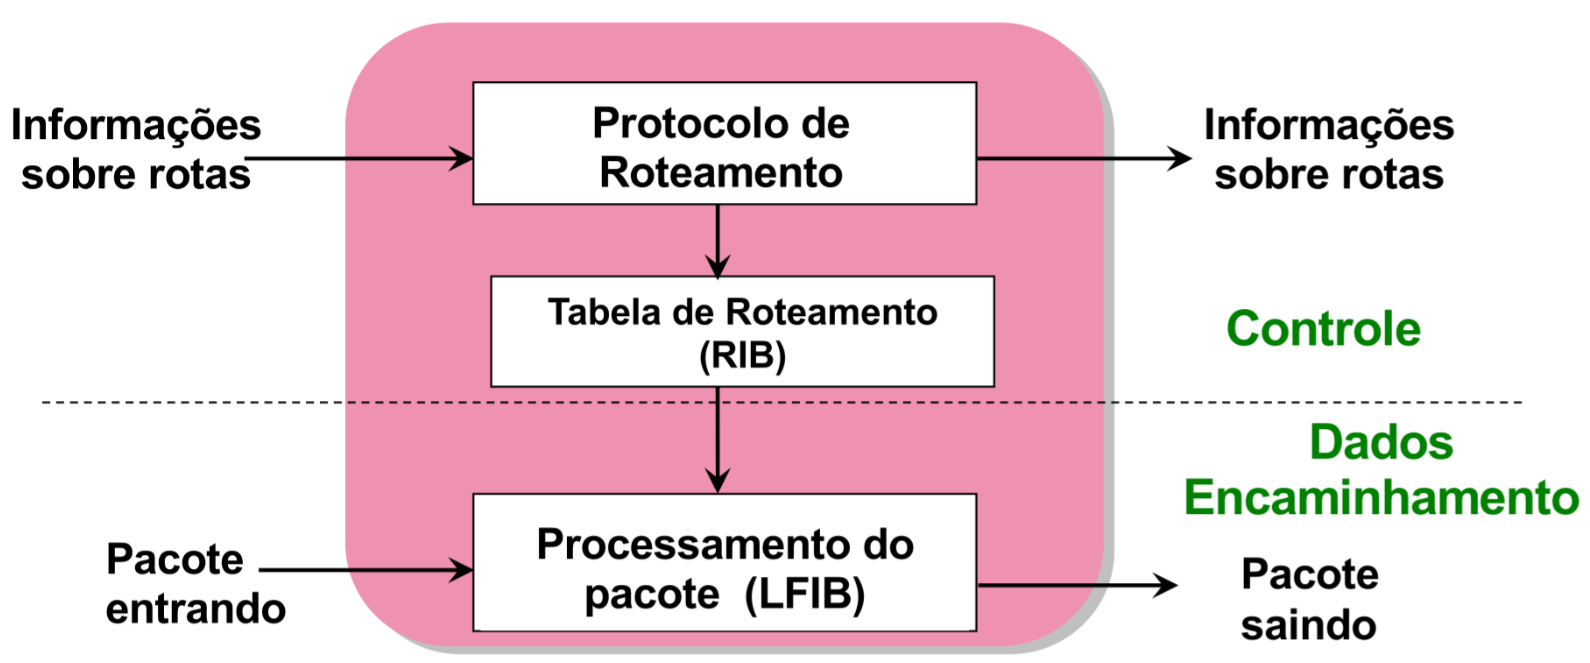 Informações
sobre rotas
Protocolo de
Roteamento
Informações
sobre rotas
Tabela de Roteamento
(RIB)
Controle
Dados
Encaminhamento
Pacote
entrando
Processamento do
pacote (LFIB)
Pacote
saindo